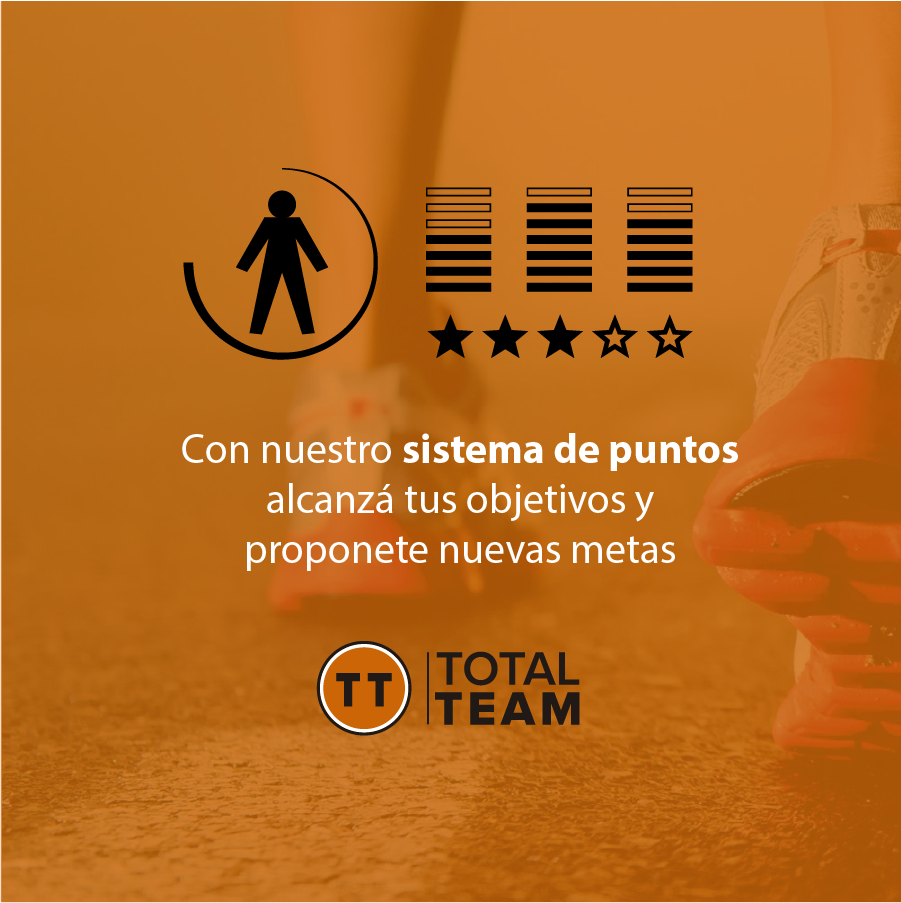 Con nuestro sistema de puntos
alcanzá tus objetivos y
proponete nuevas metas
TT
TOTAL
TEAM